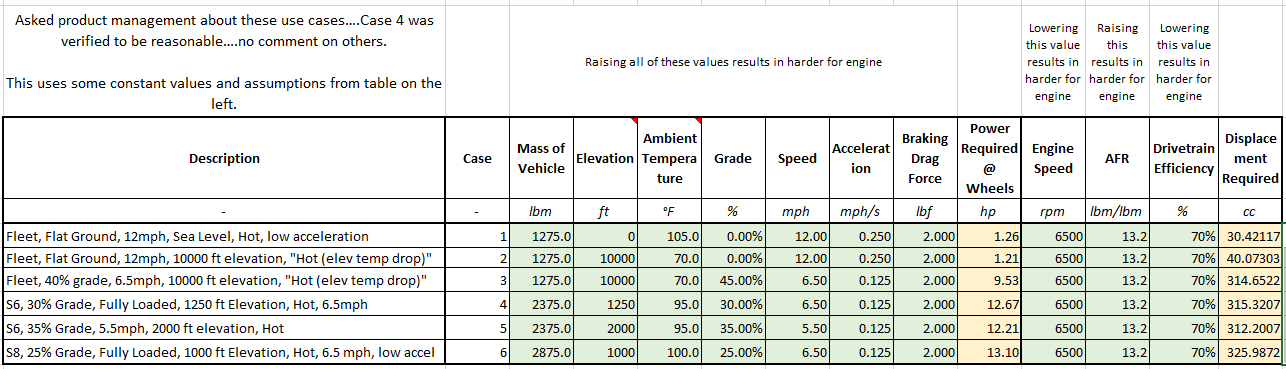 Asked product management about these use cases....Case 4 was
verified to be reasonable....no comment on others.
This uses some constant values and assumptions from table on the
left.
Raising all of these values results in harder for engine
Lowering this value results in harder for engine
Raising this results in harder for engine
Lowering this value results in harder for engine
Description Case Mass of Vehicle Elevation Ambient Tempera ture Grade Speed Accelerat ion Braking Drag Force Power Required @ Wheels Engine Speed AFR Drivetrain Efficiency Displace ment Required
- - lbm ft °F % mph mph/s lbf hp rpm lbm/lbm % cc
Fleet, Flat Ground, 12mph, Sea Level, Hot, low acceleration 1 1275.0 0 105.0 0.00% 12.00 0.250 2.000 1.26 6500 13.2 70% 30.42117
Fleet, Flat Ground, 12mph, 10000 ft elevation, "Hot (elev temp drop)" 2 1275.0 10000 70.0 0.00% 12.00 0.250 2.000 1.21 6500 13.2 70% 40.07303
Fleet, 40% grade, 6.5mph, 10000 ft elevation, "Hot (elev temp drop)" 3 1275.0 10000 70.0 45.00% 6.50 0.125 2.000 9.53 6500 13.2 70% 314.6522
S6, 30% Grade, Fully Loaded, 1250 ft Elevation, Hot, 6.5mph 4 2375.0 1250 95.0 30.00% 6.50 0.125 2.000 12.67 6500 13.2 70% 315.3207
S6, 35% Grade, 5.5mph, 2000 ft elevation, Hot 5 2375.0 2000 95.0 35.00% 5.50 0.125 2.000 12.21 6500 13.2 70% 312.2007
S8, 25% Grade, Fully Loaded, 1000 ft Elevation, Hot, 6.5 mph, low accel 6 2875.0 1000 100.0 25.00% 6.50 0.125 2.000 13.10 6500 13.2 70% 325.9872